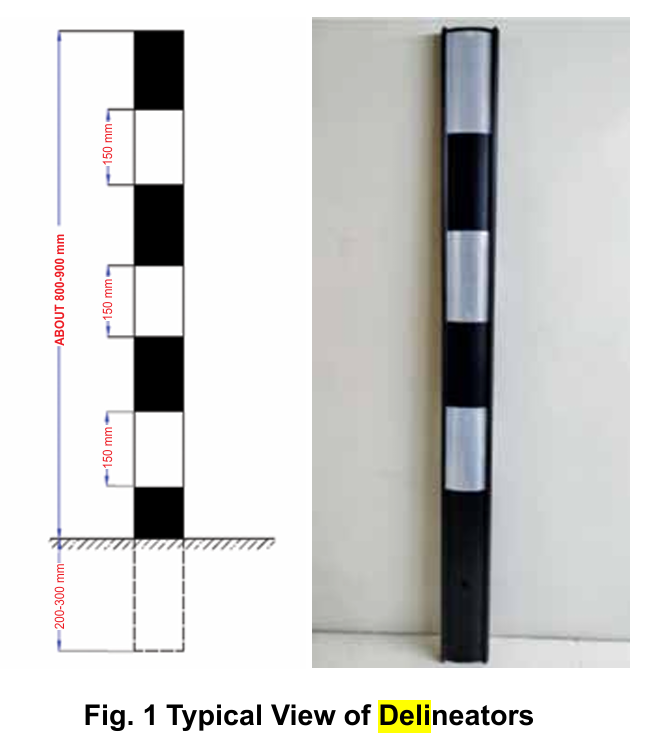 150 mm
ABOUT 800-900 mm
150 mm
150 mm
200-300 mm
Fig. 1 Typical View of Delineators